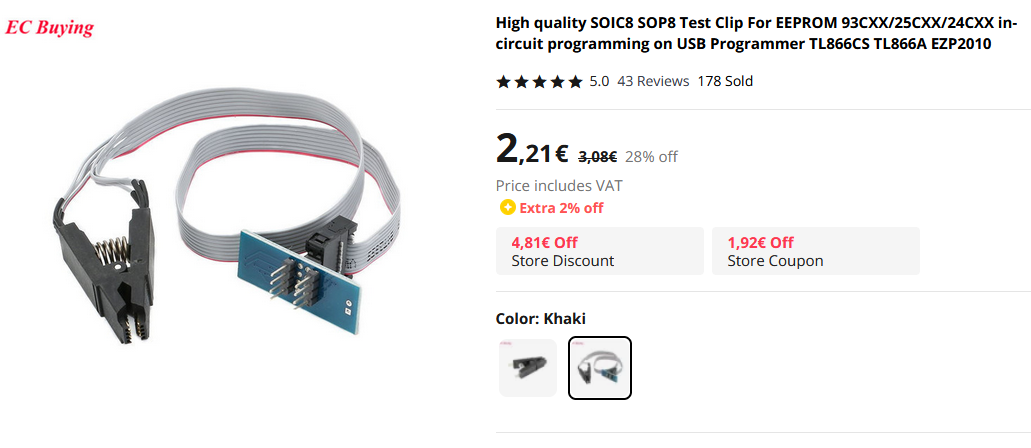 EC Buying
High quality SOIC8 SOP8 Test Clip For EEPROM 93CXX/25CXX/24CXX in-
circuit programming on USB Programmer TL866CS TL866A EZP2010
5.0 43 Reviews 178 Sold
2,21€ 3,08€ 28% off
Price includes VAT
Extra 2% off
4,81€ Off
Store Discount
1,92€ Off
Store Coupon
Color: Khaki